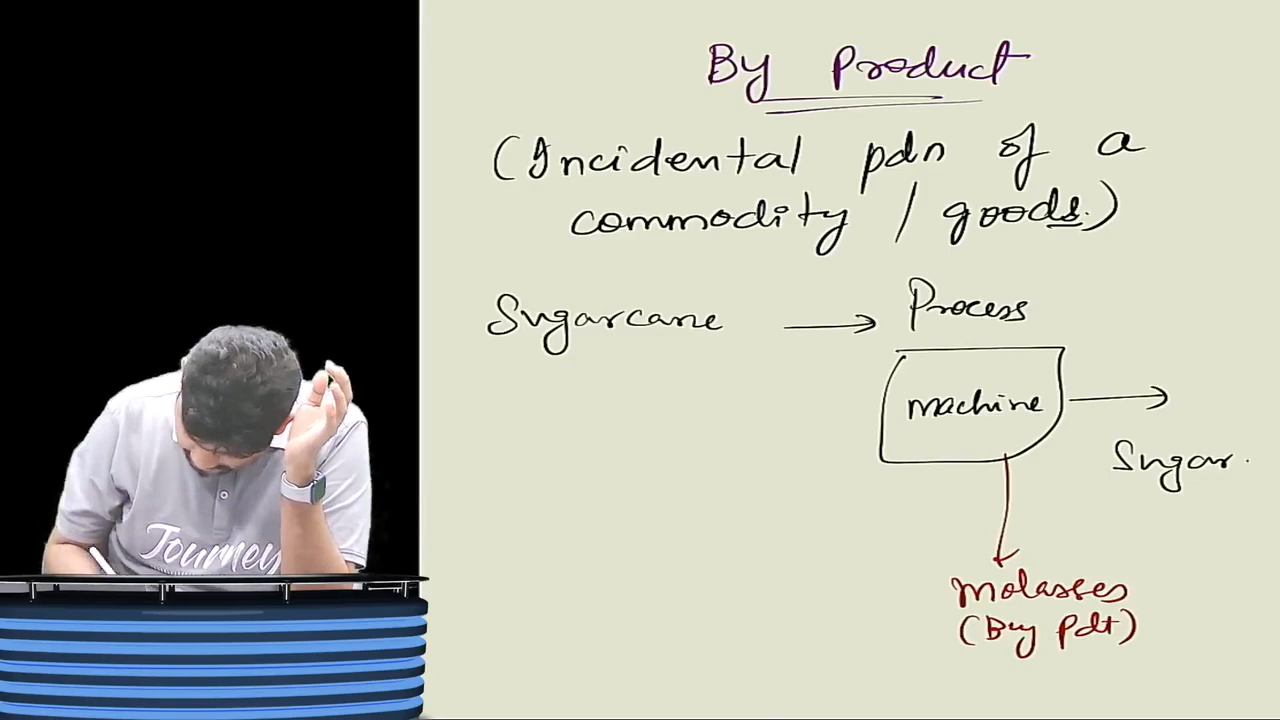 By Product
(Incidental pdn of a
commodity / goods.)
Sugarcane → Process
machine →
Sugar.
Molasses
(By Pdt)
Journey